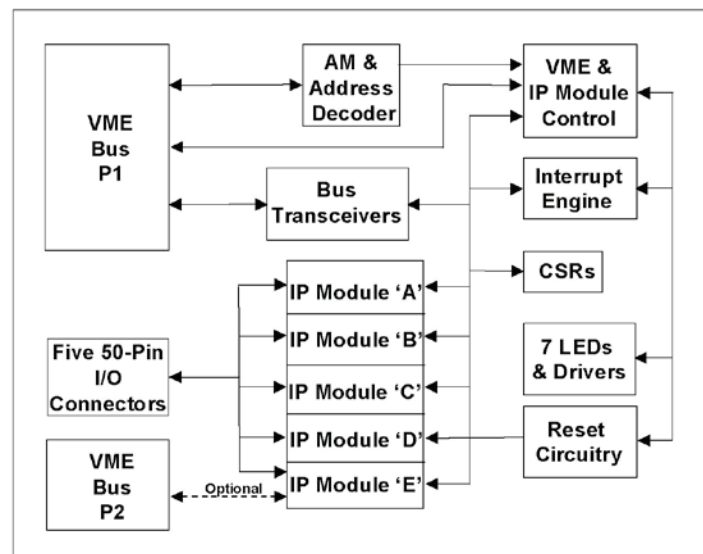 AM &
Address
Decoder
VME &
IP Module
Control
VME
Bus
P1
Bus
Transceivers
Interrupt
Engine
CSRs
IP Module ‘A’
IP Module ‘B’
IP Module ‘C’
IP Module ‘D’
IP Module ‘E’
Five 50-Pin
I/O
Connectors
7 LEDs
& Drivers
Reset
Circuitry
VME
Bus
P2
Optional